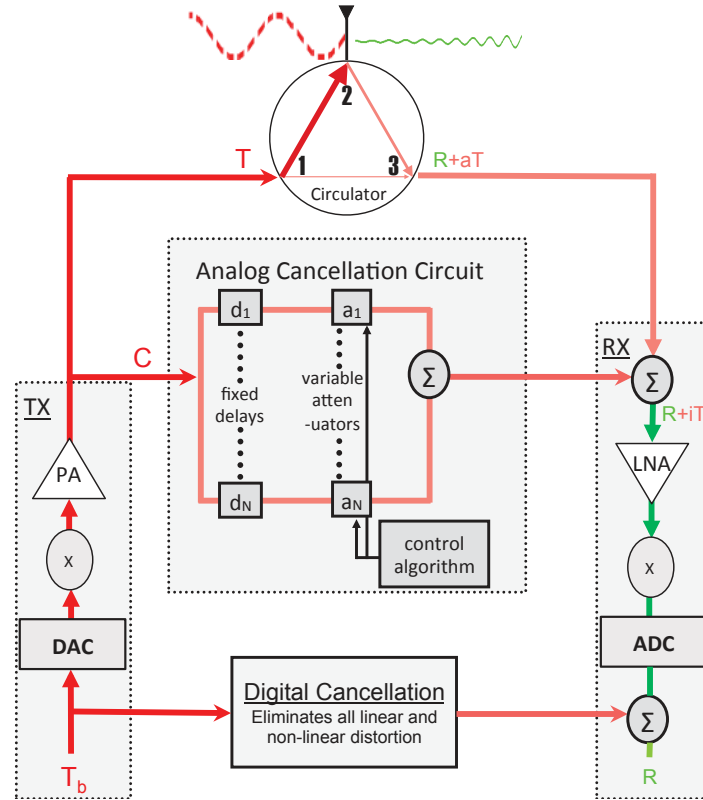 2
T
1
3
R+aT
Circulator
Analog Cancellation Circuit
d1
a1
C
Σ
fixed
delays
variable
atten
-uators
dN
aN
control
algorithm
TX
PA
x
DAC
Tb
RX
Σ
R+iT
LNA
x
ADC
Digital Cancellation
Eliminates all linear and
non-linear distortion
Σ
R